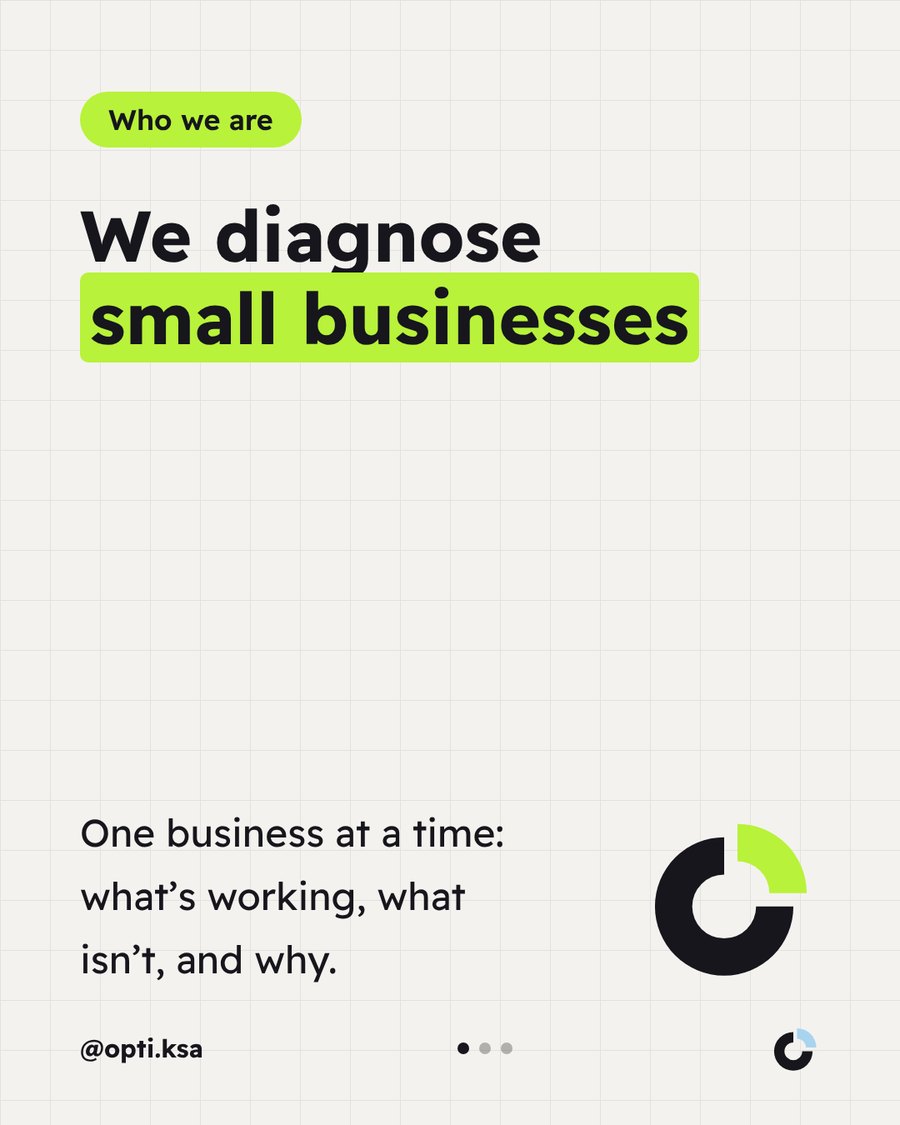 Who we are
We diagnose
small businesses
One business at a time:
what’s working, what
isn’t, and why.
@opti.ksa